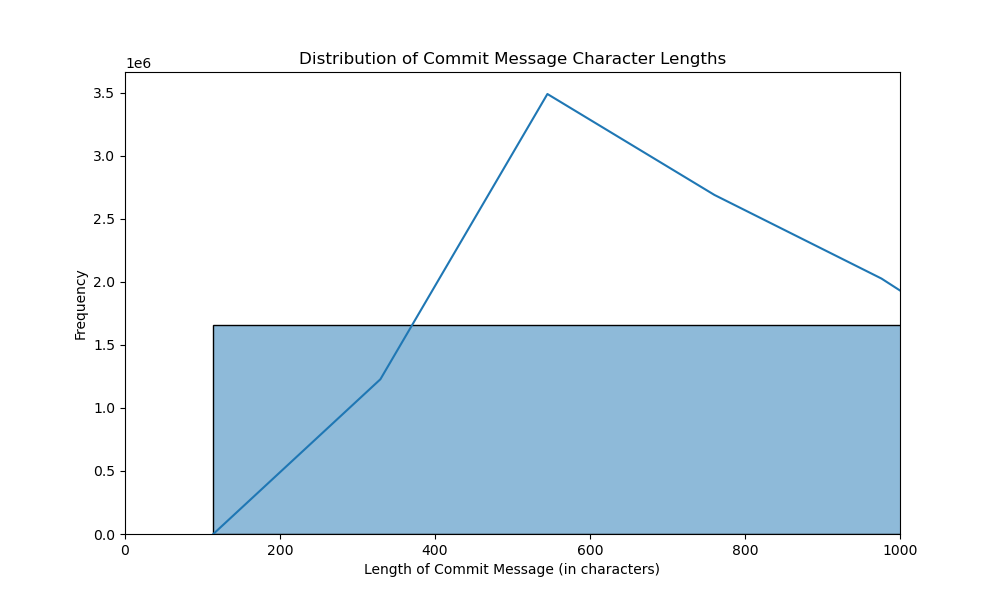 Distribution of Commit Message Character Lengths
1e6
3.5
3.0
2.5
2.0
1.5
1.0
0.5
0.0
Frequency
0 200 400 600 800 1000
Length of Commit Message (in characters)